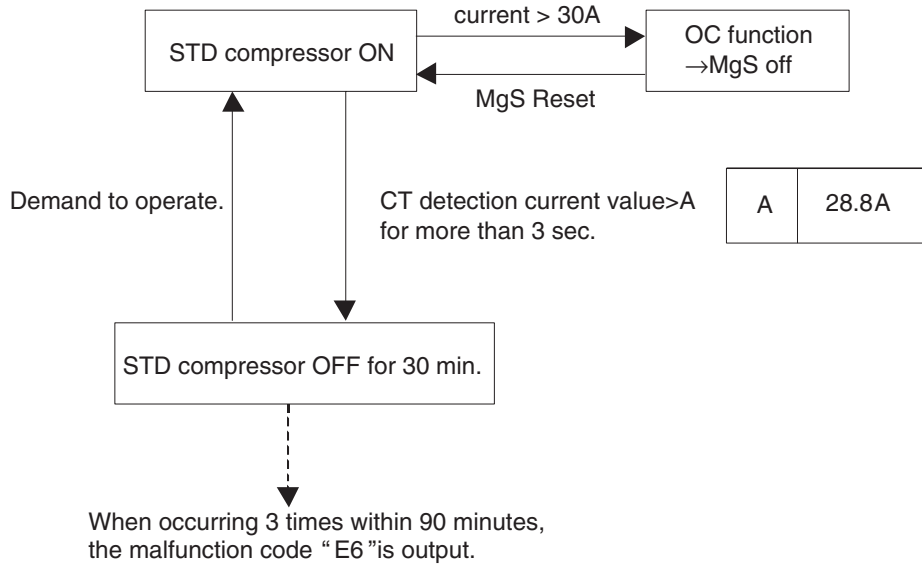 current > 30A
STD compressor ON
OC function
→MgS off
MgS Reset
Demand to operate.
CT detection current value>A
for more than 3 sec.
A 28.8A
STD compressor OFF for 30 min.
When occurring 3 times within 90 minutes,
the malfunction code “E6”is output.